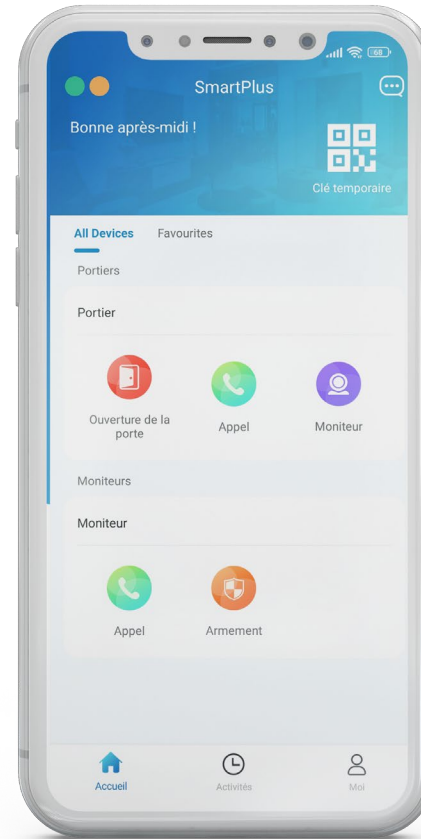 68
SmartPlus
Bonne après-midi !
Clé temporaire
All Devices Favourites
Portiers
Portier
Ouverture de la
porte
Appel
Moniteur
Moniteurs
Moniteur
Appel
Armement
Accueil
Activités
Moi